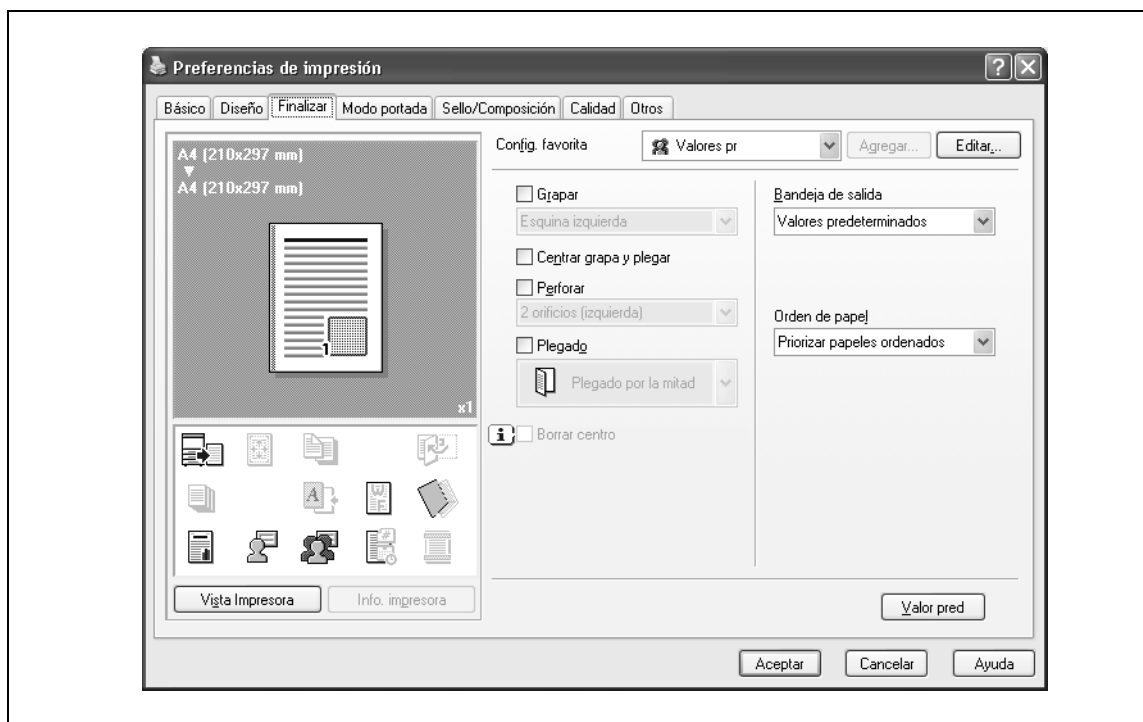 Preferencias de impresión
Básico Diseño Finalizar Modo portada Sello/Composición Calidad Otros
A4 (210x297 mm)
A4 (210x297 mm)
1
x1
Vista Impresora Info. impresora
Config. favorita Valores pr Agregar... Editar...
Grapar
Esquina izquierda
Centrar grapa y plegar
Perforar
2 orificios (izquierda)
Plegado
Plegado por la mitad
Borrar centro
Bandeja de salida
Valores predeterminados
Orden de papel
Priorizar papeles ordenados
Valor pred
Aceptar Cancelar Ayuda